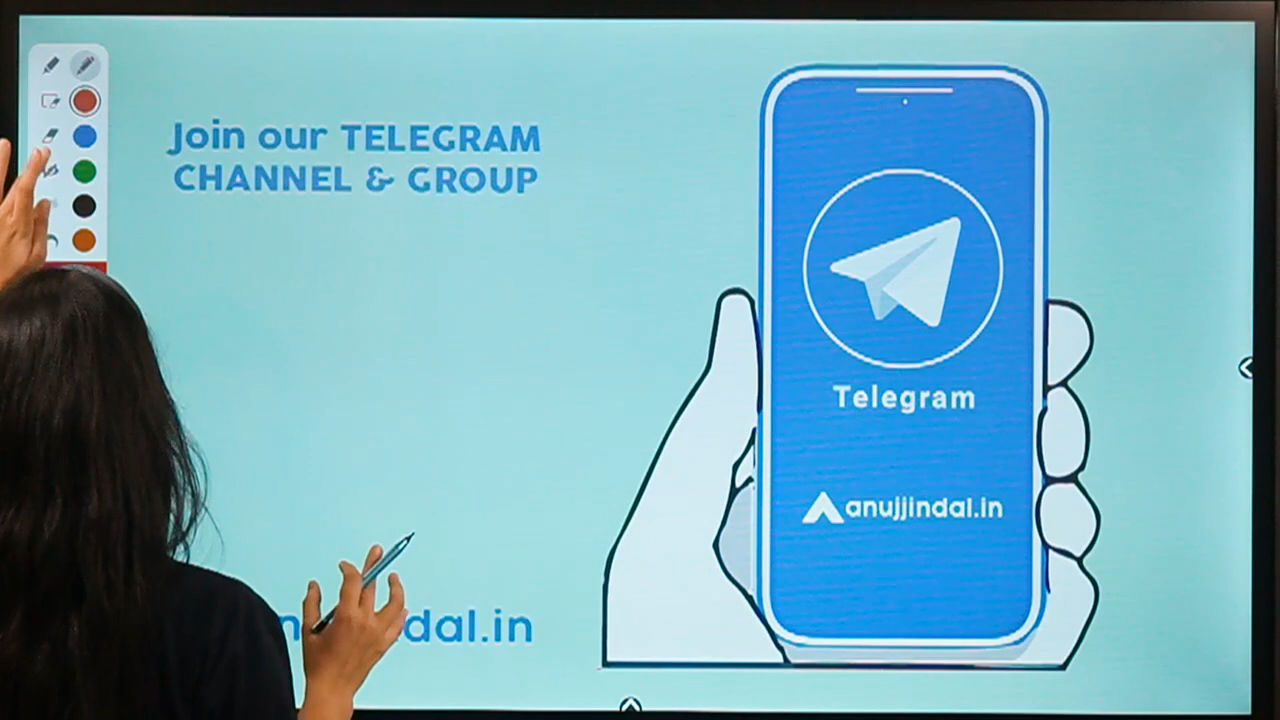 Join our TELEGRAM
CHANNEL & GROUP
Telegram
anujjindal.in
dal.in